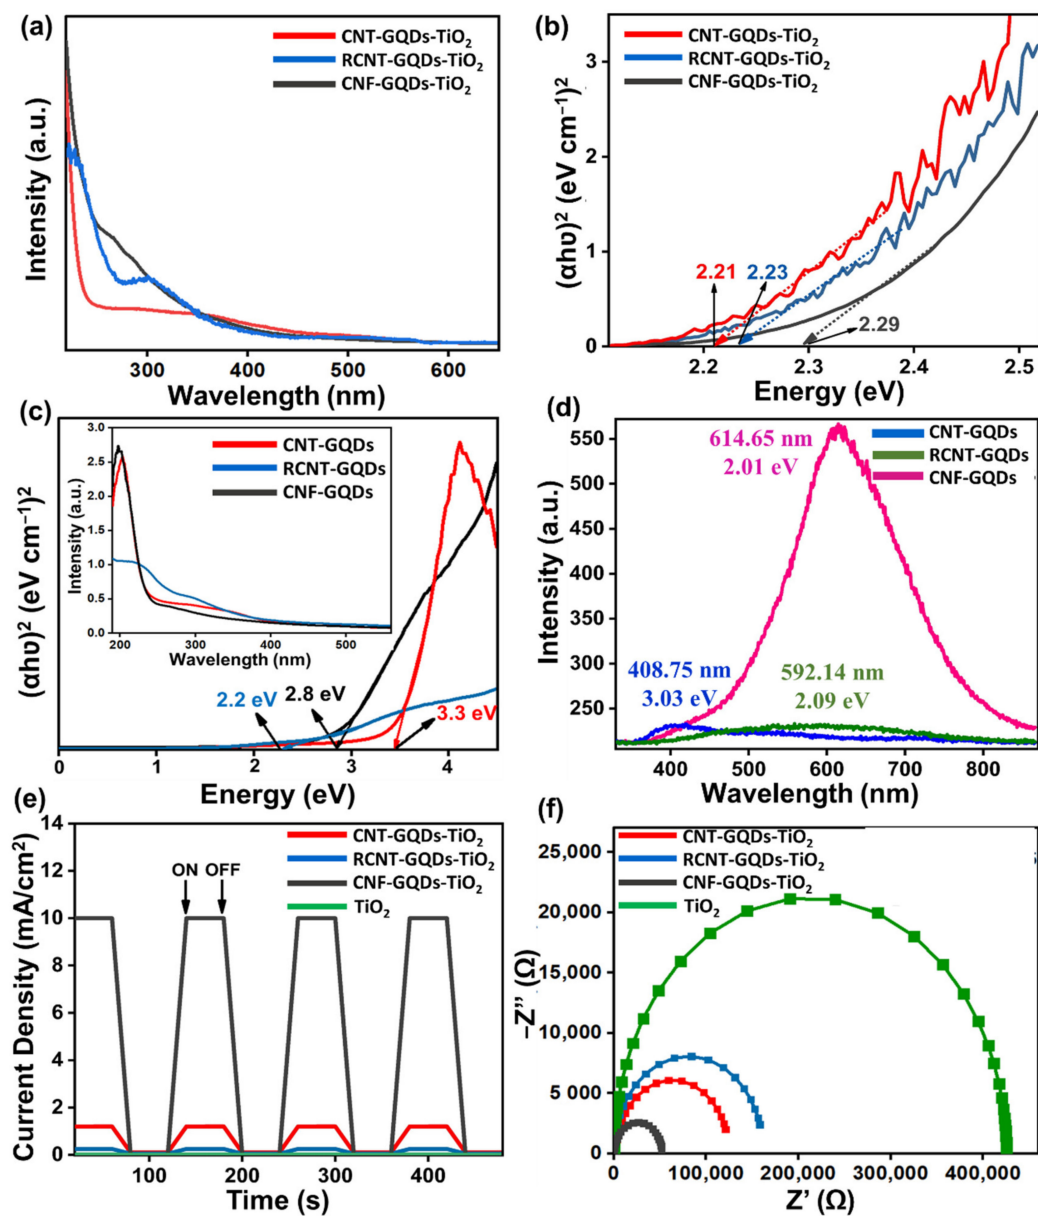 (a)
CNT-GQDs-TiO₂
RCNT-GQDs-TiO₂
CNF-GQDs-TiO₂
Intensity (a.u.)
300 400 500 600
Wavelength (nm)
(b)
CNT-GQDs-TiO₂
RCNT-GQDs-TiO₂
CNF-GQDs-TiO₂
(αhυ)² (eV cm⁻¹)²
3
2
1
0
2.21 2.23
2.29
2.2 2.3 2.4 2.5
Energy (eV)
(c)
CNT-GQDs
RCNT-GQDs
CNF-GQDs
Intensity (a.u.)
3.0
2.5
2.0
1.5
1.0
0.5
0.0
200 300 400 500
Wavelength (nm)
(αhυ)² (eV cm⁻¹)²
2.2 eV
2.8 eV
3.3 eV
0 1 2 3 4
Energy (eV)
(d)
CNT-GQDs
RCNT-GQDs
CNF-GQDs
614.65 nm
2.01 eV
408.75 nm
3.03 eV
592.14 nm
2.09 eV
Intensity (a.u.)
550
500
450
400
350
300
250
400 500 600 700 800
Wavelength (nm)
(e)
CNT-GQDs-TiO₂
RCNT-GQDs-TiO₂
CNF-GQDs-TiO₂
TiO₂
ON OFF
Current Density (mA/cm²)
14
12
10
8
6
4
2
0
100 200 300 400
Time (s)
(f)
CNT-GQDs-TiO₂
RCNT-GQDs-TiO₂
CNF-GQDs-TiO₂
TiO₂
−Z’’ (Ω)
25,000
20,000
15,000
10,000
5 000
0
0 100,000 200,000 300,000 400,000
Z’ (Ω)